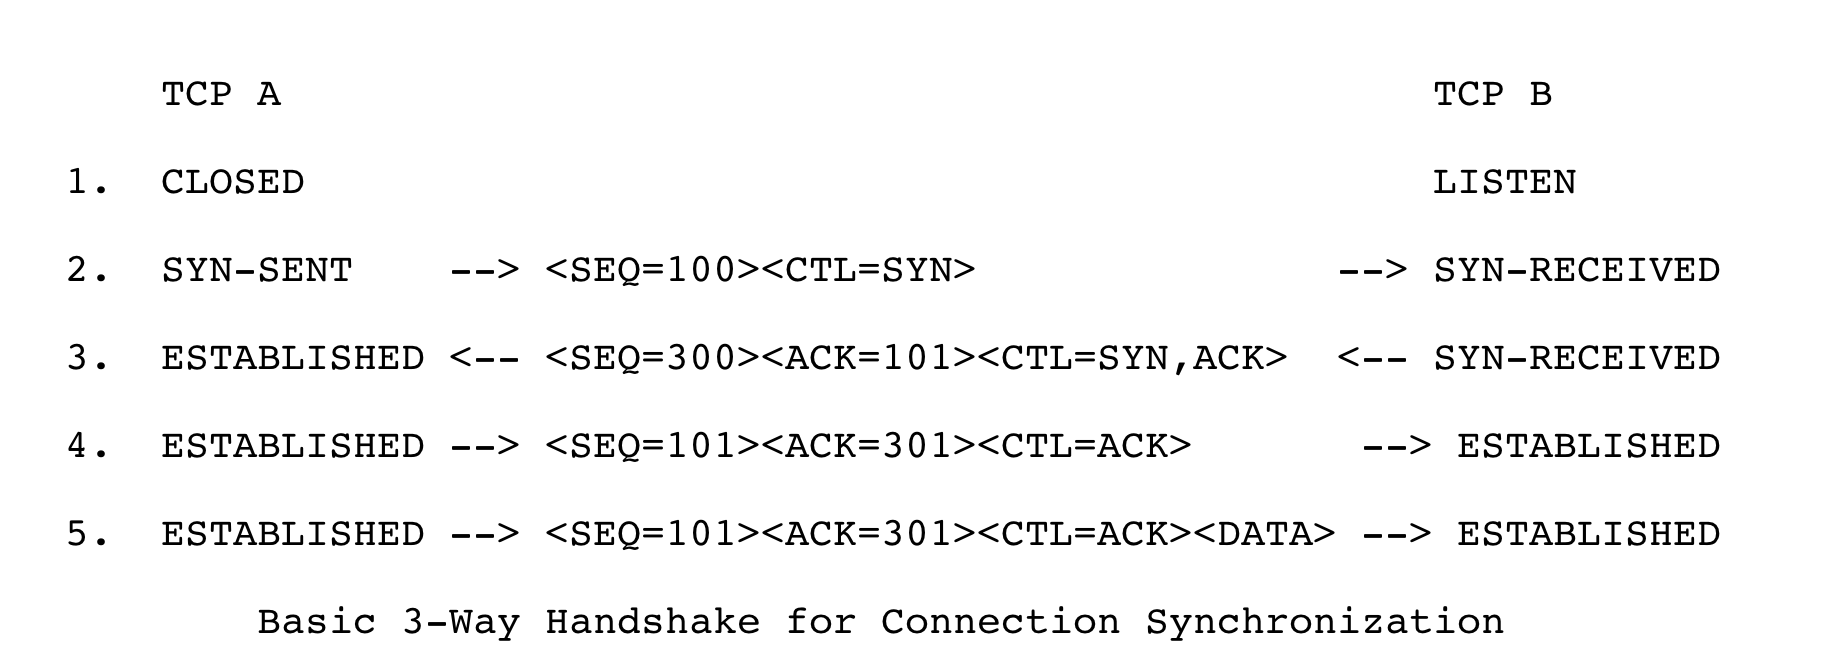 TCP A                                                TCP B
1.  CLOSED                                               LISTEN
2.  SYN-SENT    --> <SEQ=100><CTL=SYN>               --> SYN-RECEIVED
3.  ESTABLISHED <-- <SEQ=300><ACK=101><CTL=SYN,ACK>  <-- SYN-RECEIVED
4.  ESTABLISHED --> <SEQ=101><ACK=301><CTL=ACK>       --> ESTABLISHED
5.  ESTABLISHED --> <SEQ=101><ACK=301><CTL=ACK><DATA> --> ESTABLISHED
Basic 3-Way Handshake for Connection Synchronization